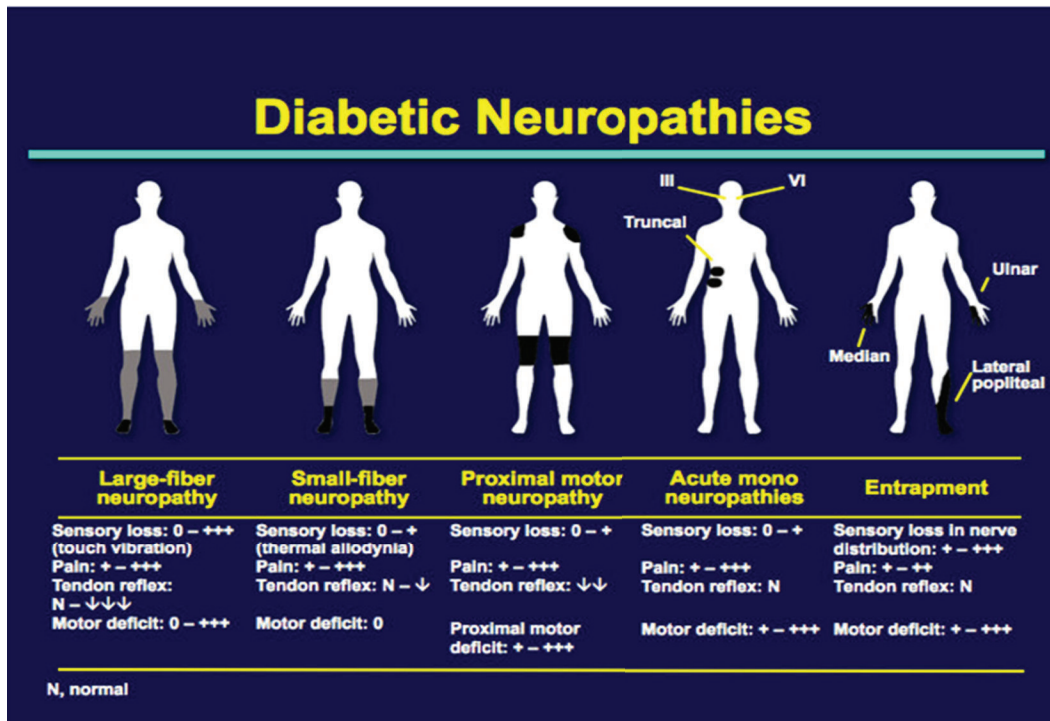 Diabetic Neuropathies
III
VI
Truncal
Ulnar
Median
Lateral
popliteal
Large-fiber
neuropathy
Sensory loss: 0 – +++
(touch vibration)
Pain: + – +++
Tendon reflex:
N – ↓↓↓
Motor deficit: 0 – +++
Small-fiber
neuropathy
Sensory loss: 0 – +
(thermal allodynia)
Pain: + – +++
Tendon reflex: N – ↓
Motor deficit: 0
Proximal motor
neuropathy
Sensory loss: 0 – +
Pain: + – +++
Tendon reflex: ↓↓
Proximal motor
deficit: + – +++
Acute mono
neuropathies
Sensory loss: 0 – +
Pain: + – +++
Tendon reflex: N
Motor deficit: + – +++
Entrapment
Sensory loss in nerve
distribution: + – +++
Pain: + – ++
Tendon reflex: N
Motor deficit: + – +++
N, normal